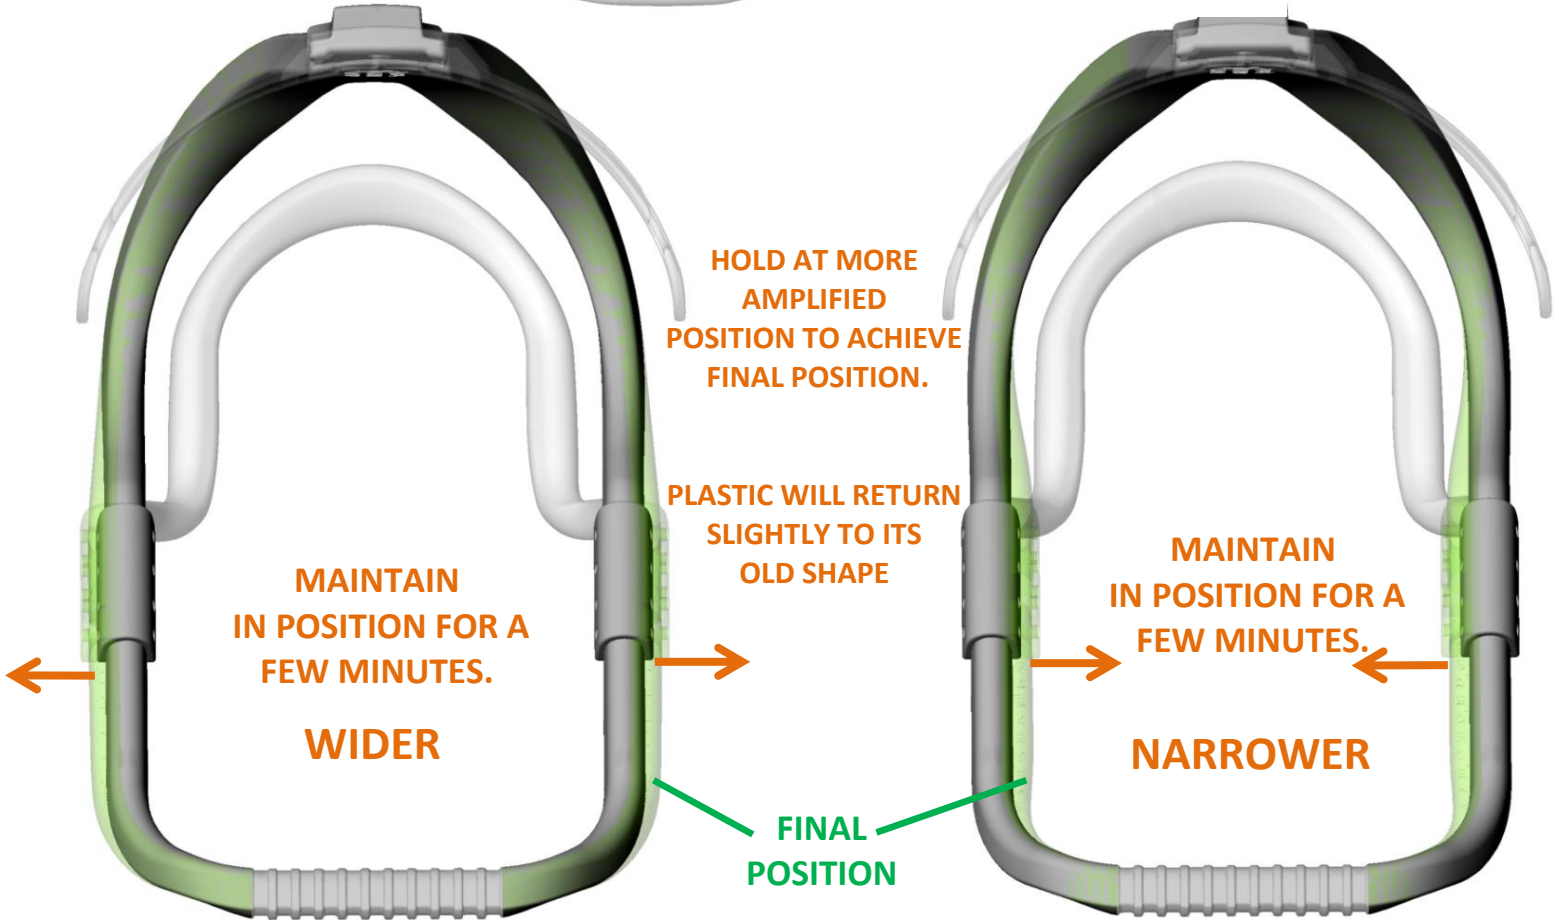 HOLD AT MORE
AMPLIFIED
POSITION TO ACHIEVE
FINAL POSITION.
PLASTIC WILL RETURN
SLIGHTLY TO ITS
OLD SHAPE
MAINTAIN
IN POSITION FOR A
FEW MINUTES.
WIDER
MAINTAIN
IN POSITION FOR A
FEW MINUTES.
NARROWER
FINAL
POSITION